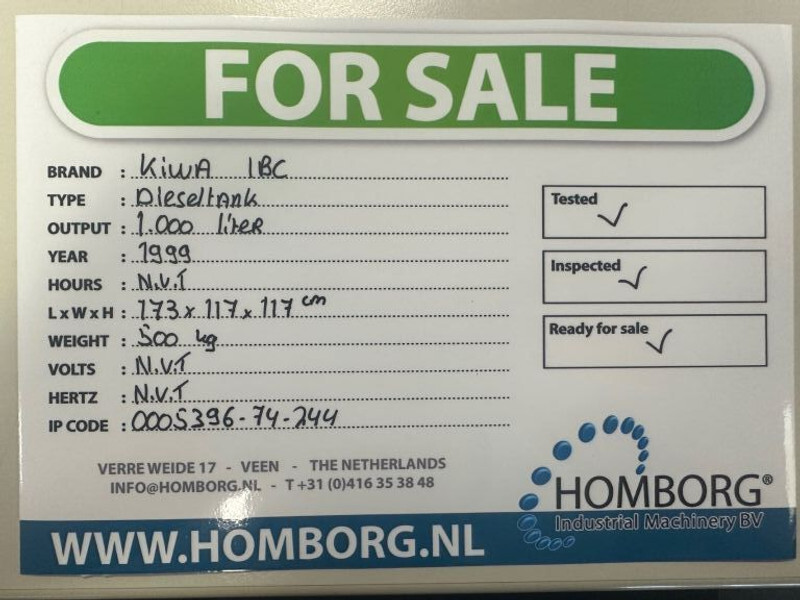 FOR SALE
BRAND : Kiwa IBC
TYPE : Dieseltank
OUTPUT : 1.000 liter
YEAR : 1999
HOURS : N.V.T
L x W x H : 173 x 117 x 117 cm
WEIGHT : 500 kg
VOLTS : N.V.T
HERTZ : N.V.T
IP CODE : 0005396-74-244
Tested ✓
Inspected ✓
Ready for sale ✓
VERRE WEIDE 17 - VEEN - THE NETHERLANDS
INFO@HOMBORG.NL - T +31 (0)416 35 38 48
HOMBORG®
Industrial Machinery BV
WWW.HOMBORG.NL